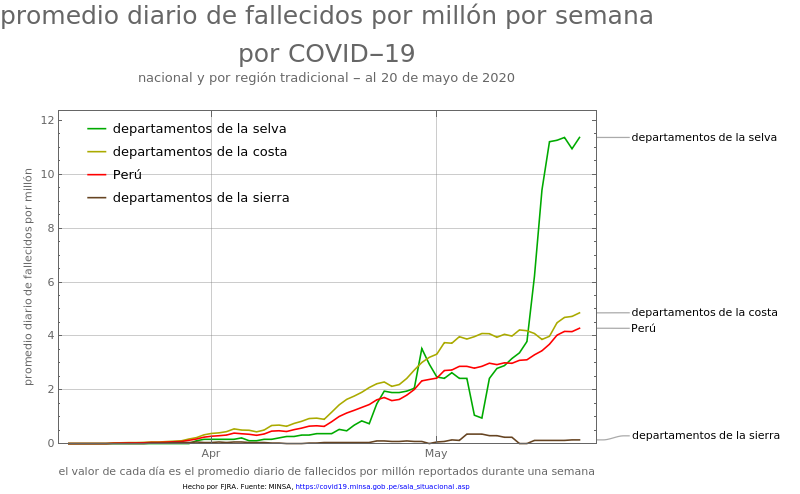 promedio diario de fallecidos por millón por semana
por COVID−19
nacional y por región tradicional − al 20 de mayo de 2020
departamentos de la selva
departamentos de la costa
Perú
departamentos de la sierra
promedio diario de fallecidos por millón
12
10
8
6
4
2
0
Apr
May
departamentos de la selva
departamentos de la costa
Perú
departamentos de la sierra
el valor de cada día es el promedio diario de fallecidos por millón reportados durante una semana
Hecho por FJRA. Fuente: MINSA, https://covid19.minsa.gob.pe/sala_situacional.asp